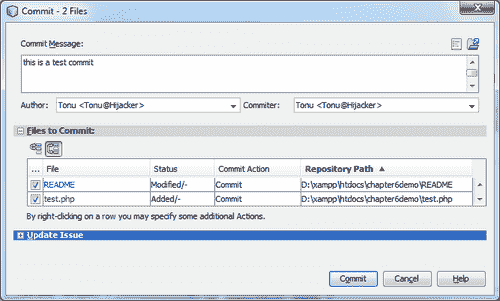 Commit - 2 Files
Commit Message:
this is a test commit
Author: Tonu <Tonu@Hijacker> Commiter: Tonu <Tonu@Hijacker>
Files to Commit:
... File Status Commit Action Repository Path
README Modified/- Commit D:\xampp\htdocs\chapter6demo\README
test.php Added/- Commit D:\xampp\htdocs\chapter6demo\test.php
By right-clicking on a row you may specify some additional Actions.
Update Issue
Commit Cancel Help